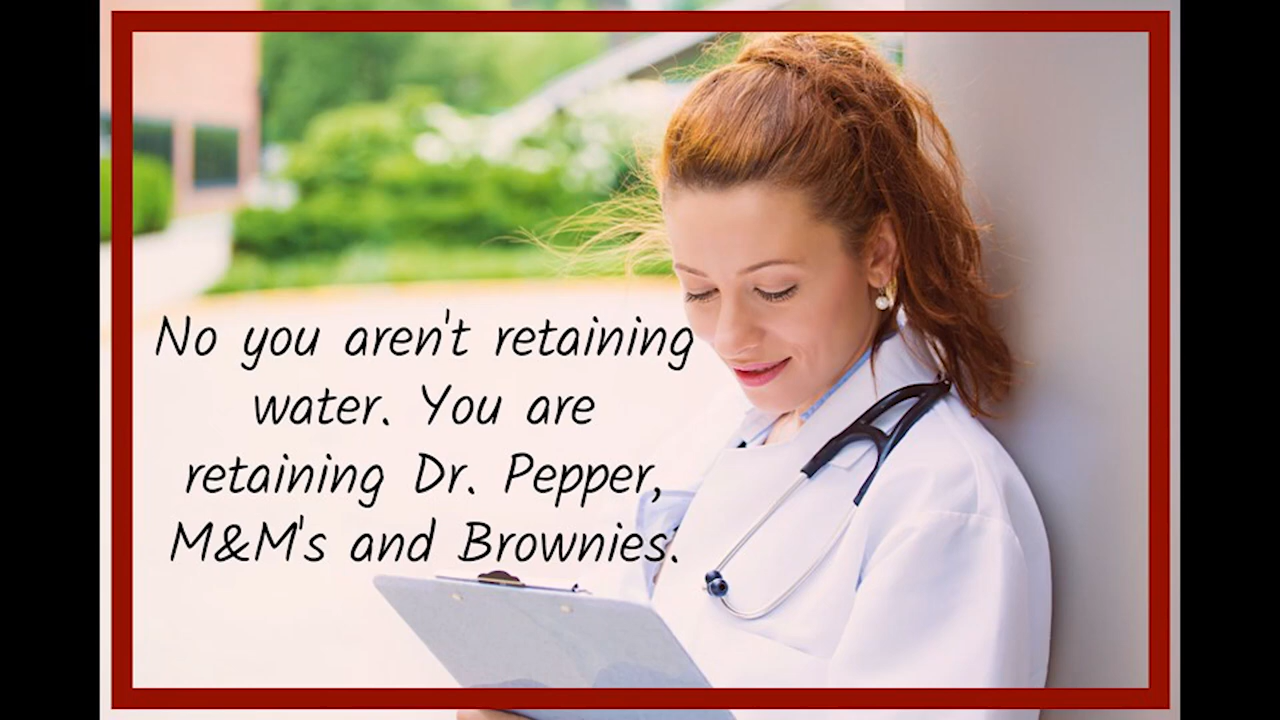 No you aren't retaining
water. You are
retaining Dr. Pepper,
M&M's and Brownies.